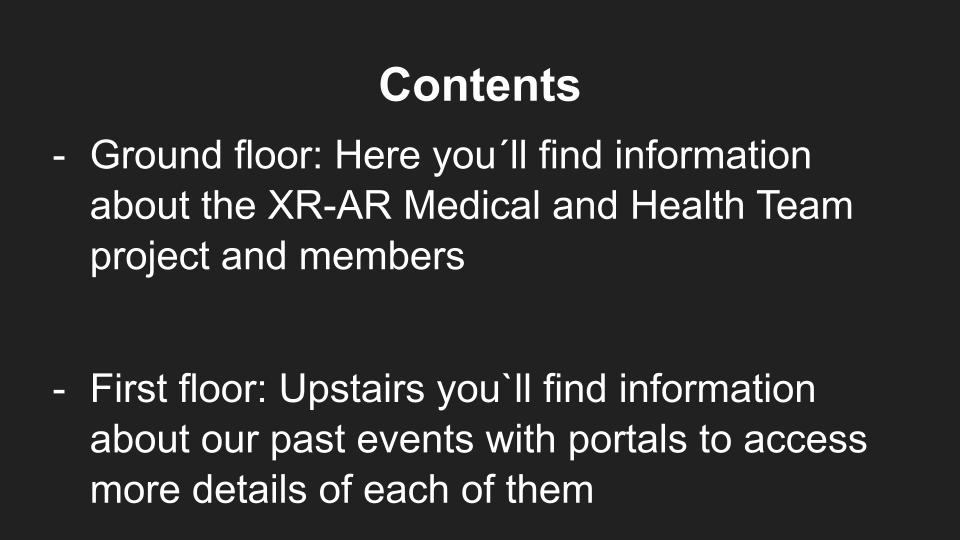 Contents
- Ground floor: Here you´ll find information
about the XR-AR Medical and Health Team
project and members
- First floor: Upstairs you`ll find information
about our past events with portals to access
more details of each of them